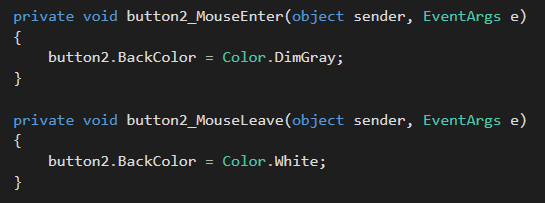 private void button2_MouseEnter(object sender, EventArgs e)
{
    button2.BackColor = Color.DimGray;
}

private void button2_MouseLeave(object sender, EventArgs e)
{
    button2.BackColor = Color.White;
}